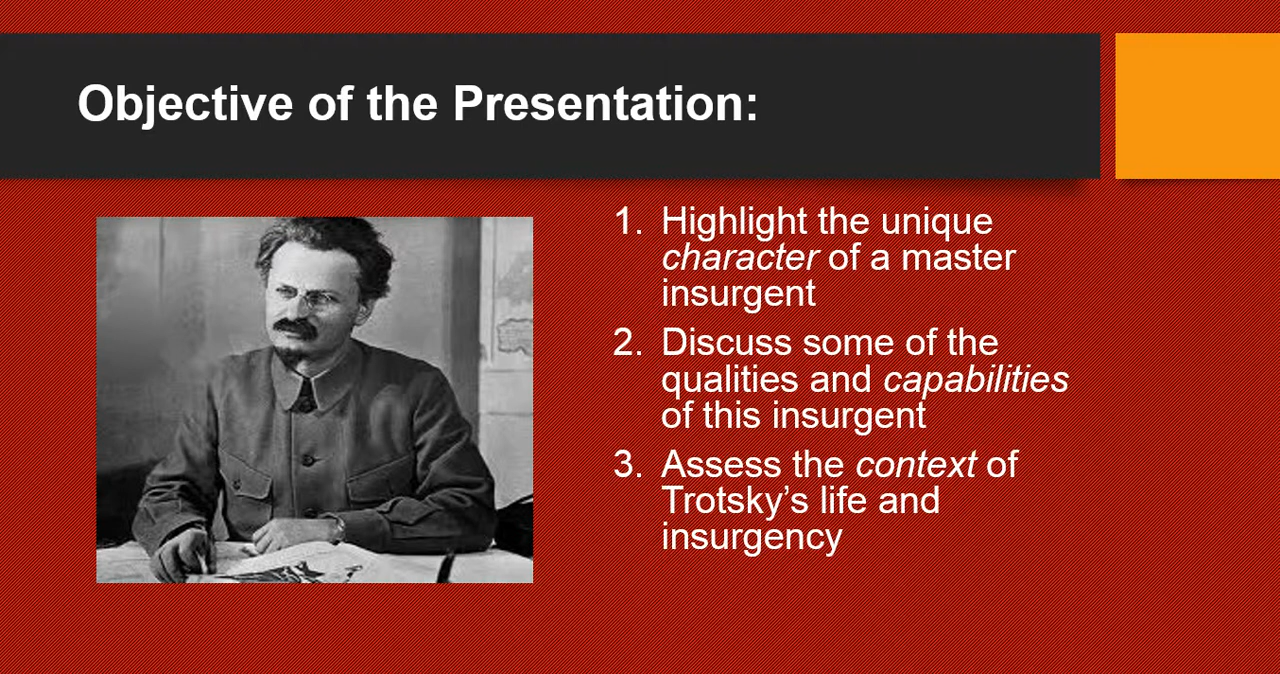 Objective of the Presentation:
1. Highlight the unique
character of a master
insurgent
2. Discuss some of the
qualities and capabilities
of this insurgent
3. Assess the context of
Trotsky’s life and
insurgency